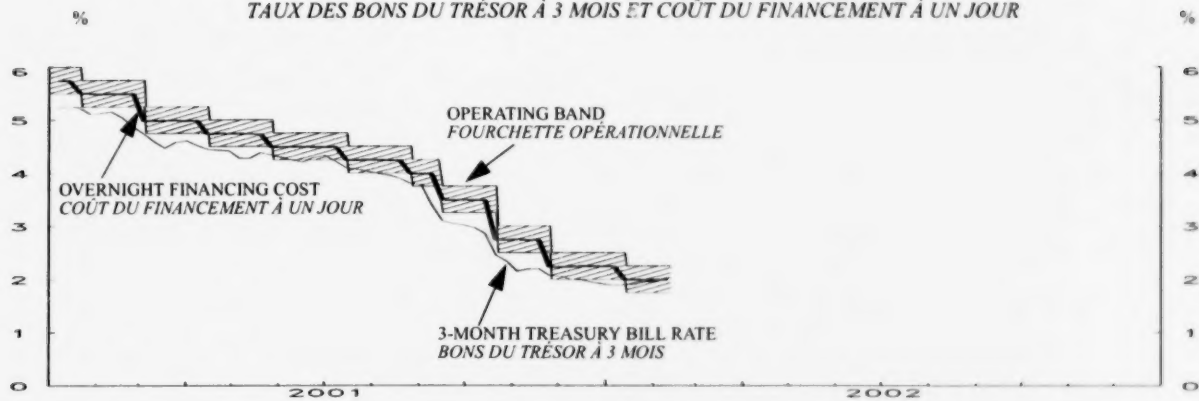 TAUX DES BONS DU TRÉSOR À 3 MOIS ET COÛT DU FINANCEMENT À UN JOUR
% %
6 6
5 5
OPERATING BAND
FOURCHETTE OPÉRATIONNELLE
4 4
OVERNIGHT FINANCING COST
COÛT DU FINANCEMENT À UN JOUR
3 3
2 2
3-MONTH TREASURY BILL RATE
BONS DU TRÉSOR À 3 MOIS
1 1
0 0
2001 2002